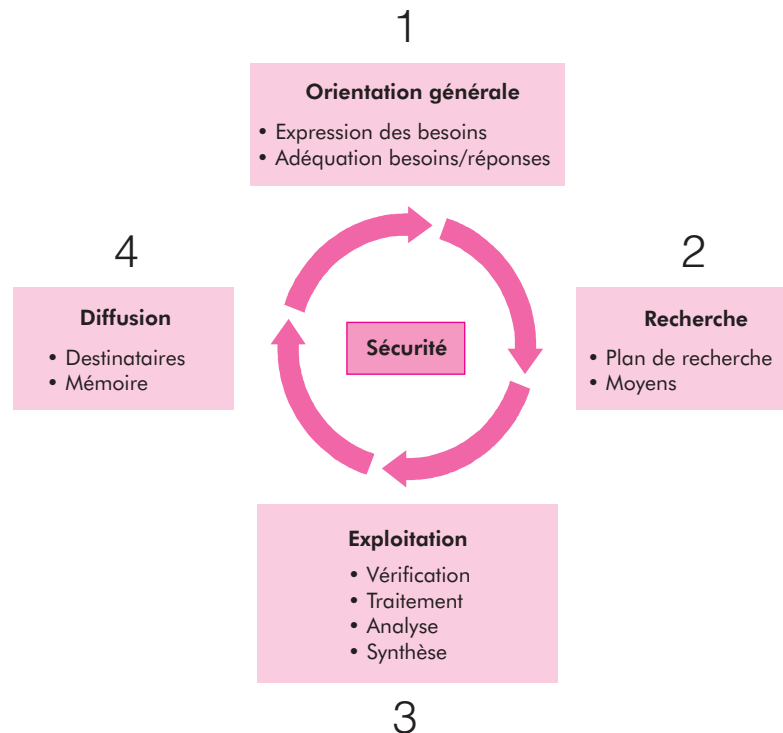 1
Orientation générale
• Expression des besoins
• Adéquation besoins/réponses
2
Recherche
• Plan de recherche
• Moyens
Sécurité
4
Diffusion
• Destinataires
• Mémoire
Exploitation
• Vérification
• Traitement
• Analyse
• Synthèse
3